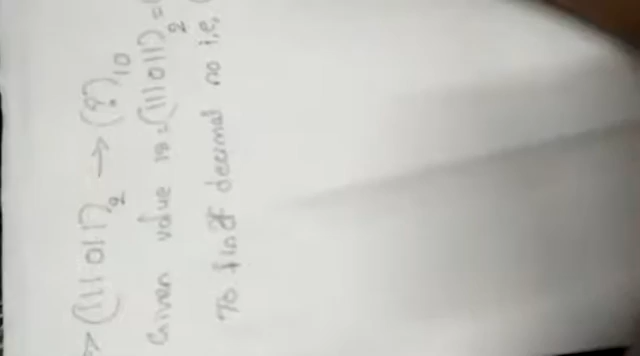 => (111011)₂ → (?)₁₀
Given value is = (111011)₂ = (
To find decimal no i.e, (